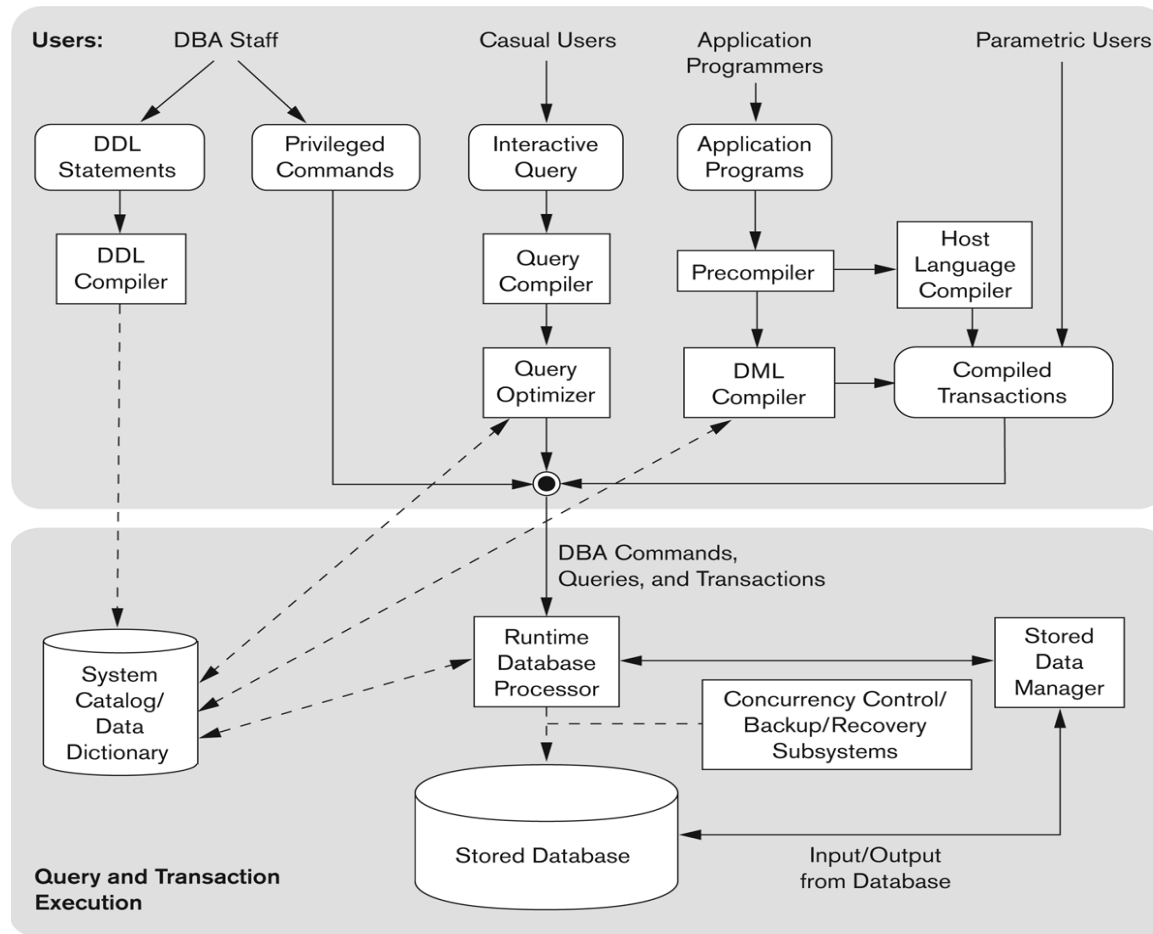 Users:
DBA Staff
Casual Users
Application
Programmers
Parametric Users
DDL
Statements
Privileged
Commands
Interactive
Query
Application
Programs
DDL
Compiler
Query
Compiler
Precompiler
Host
Language
Compiler
Query
Optimizer
DML
Compiler
Compiled
Transactions
DBA Commands,
Queries, and Transactions
System
Catalog/
Data
Dictionary
Runtime
Database
Processor
Stored
Data
Manager
Concurrency Control/
Backup/Recovery
Subsystems
Stored Database
Input/Output
from Database
Query and Transaction
Execution